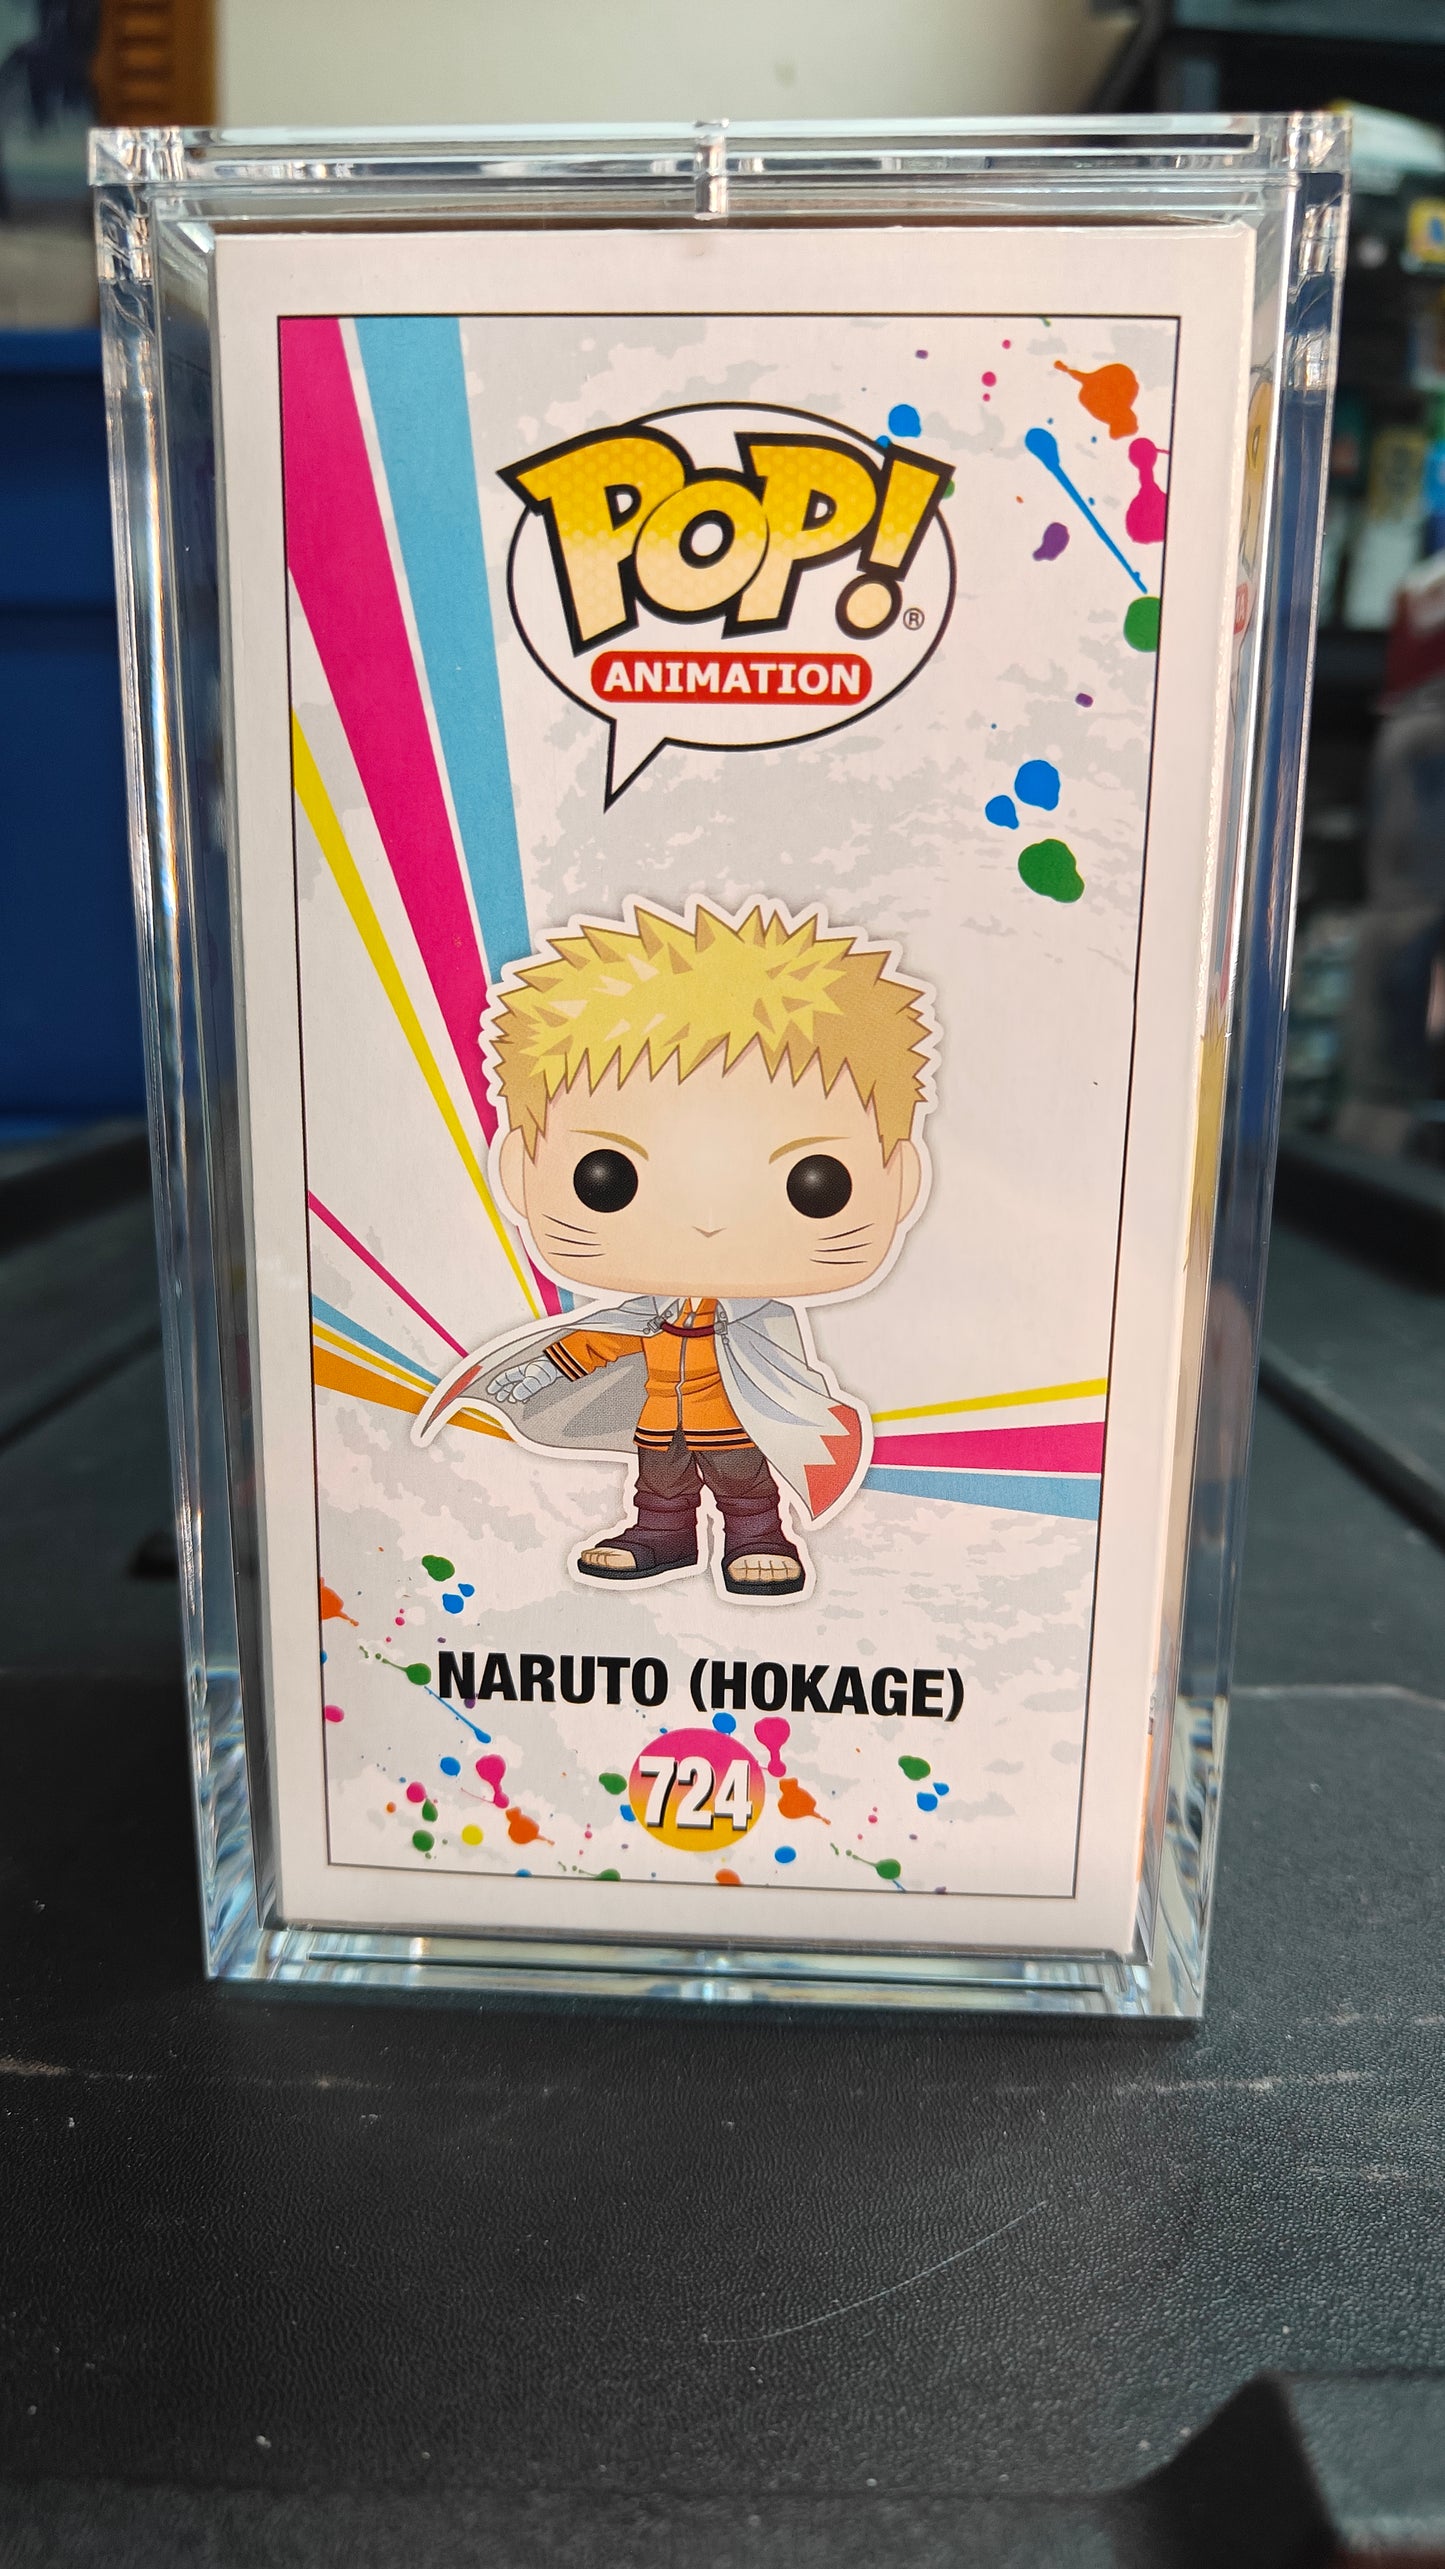 POP!®
ANIMATION
NARUTO (HOKAGE)
724